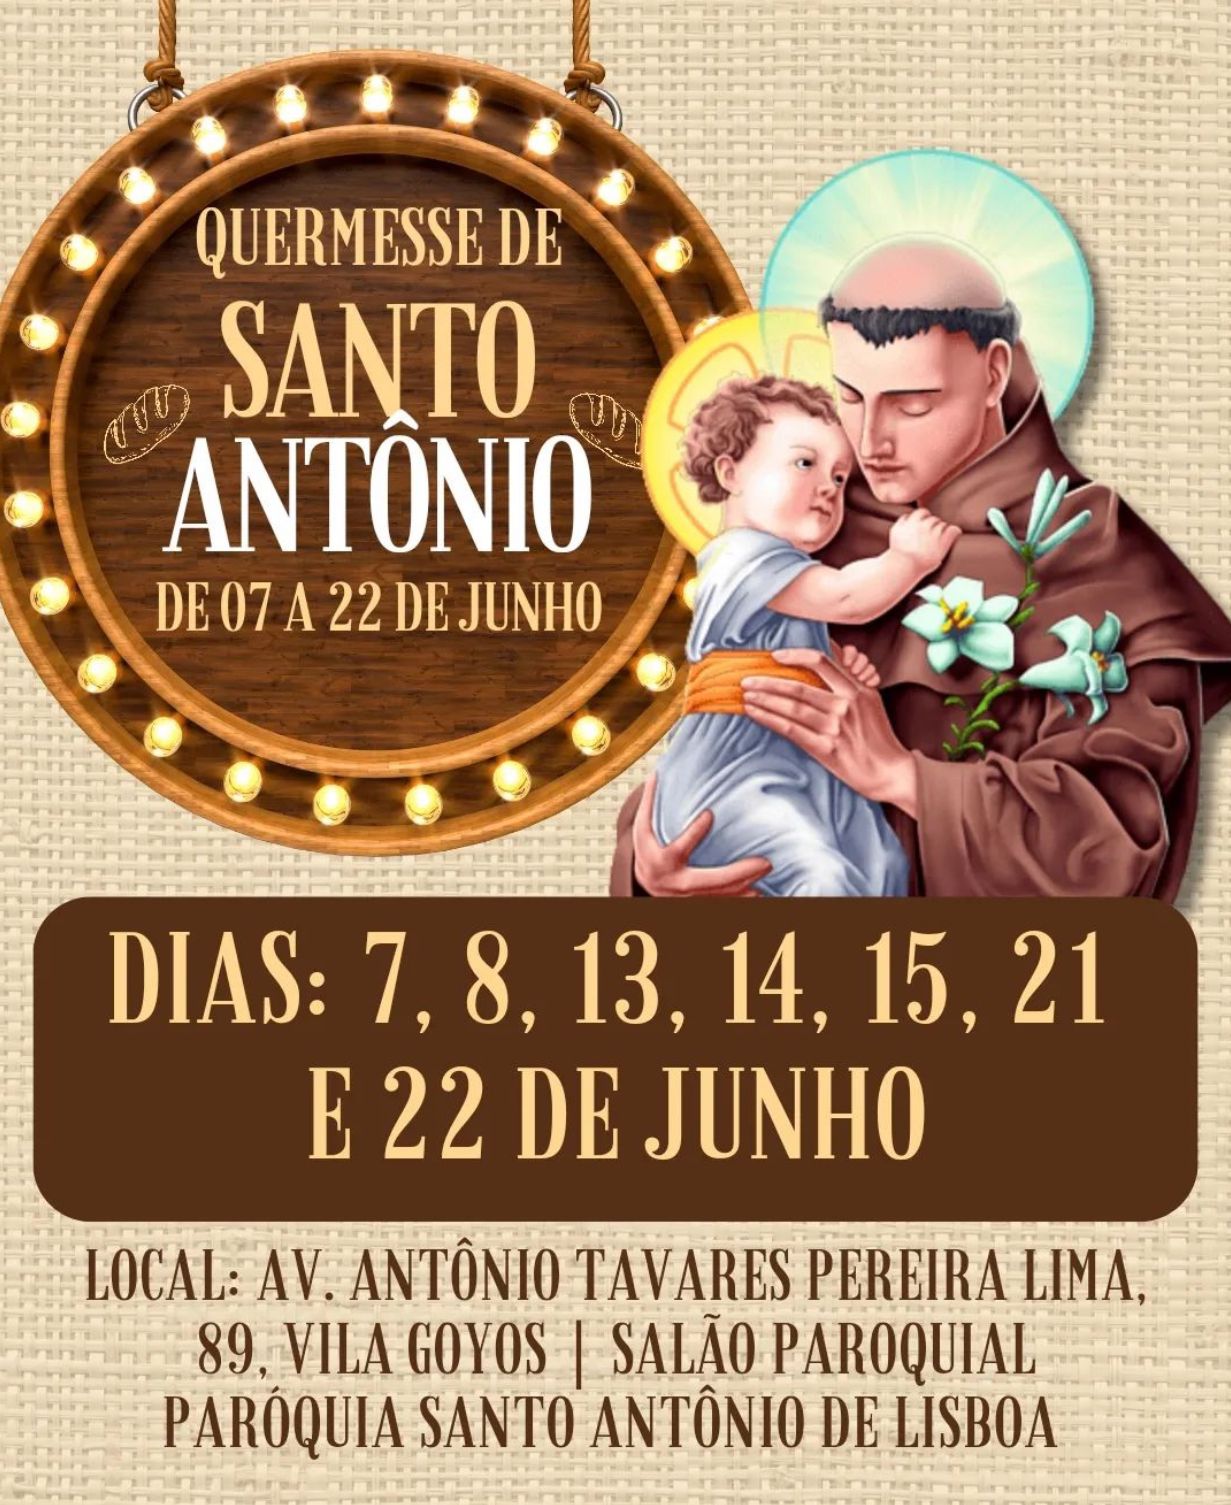 QUERMESSE DE
SANTO
ANTÔNIO
DE 07 A 22 DE JUNHO
DIAS: 7, 8, 13, 14, 15, 21
E 22 DE JUNHO
LOCAL: AV. ANTÔNIO TAVARES PEREIRA LIMA,
89, VILA GOYOS | SALÃO PAROQUIAL
PARÓQUIA SANTO ANTÔNIO DE LISBOA